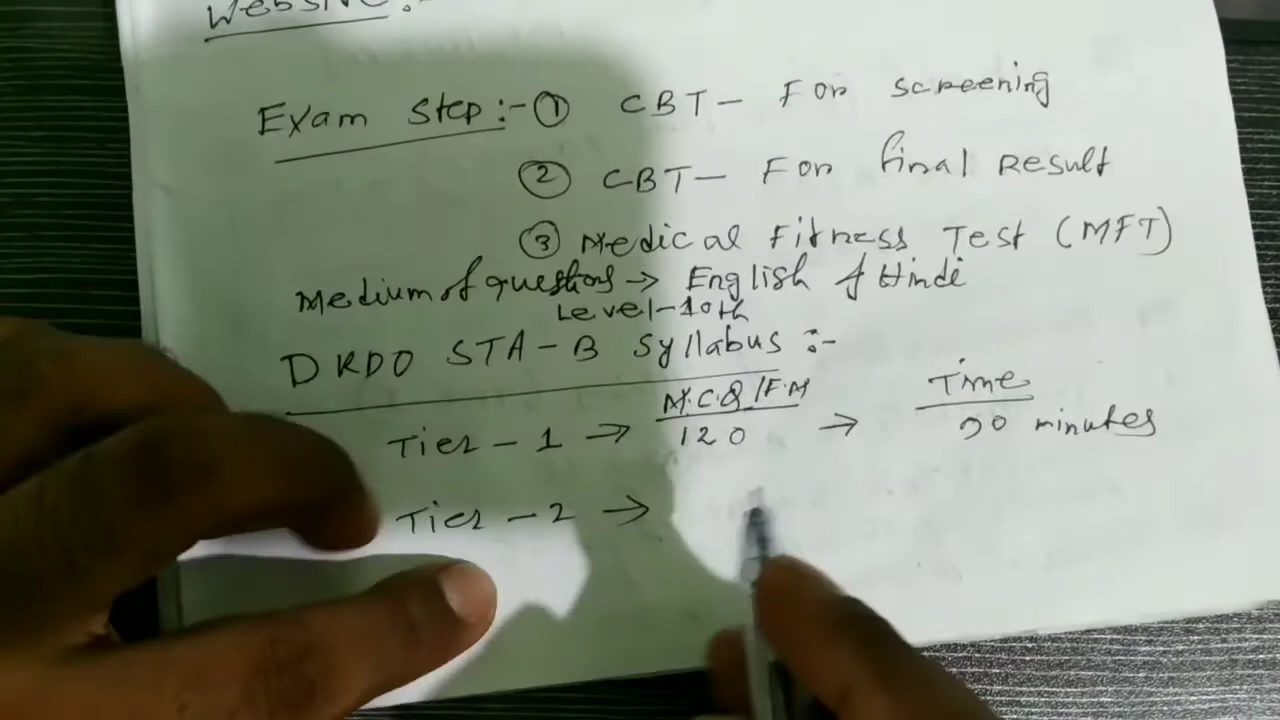 Website:-
Exam Step:- ① CBT- For screening
② CBT- For final Result
③ Medical Fitness Test (MFT)
Medium of questions → English & Hindi
Level-10th
DRDO STA-B Syllabus :-
M.C.Q/F.M Time
Tier-1 → 120 → 90 minutes
Tier-2 →